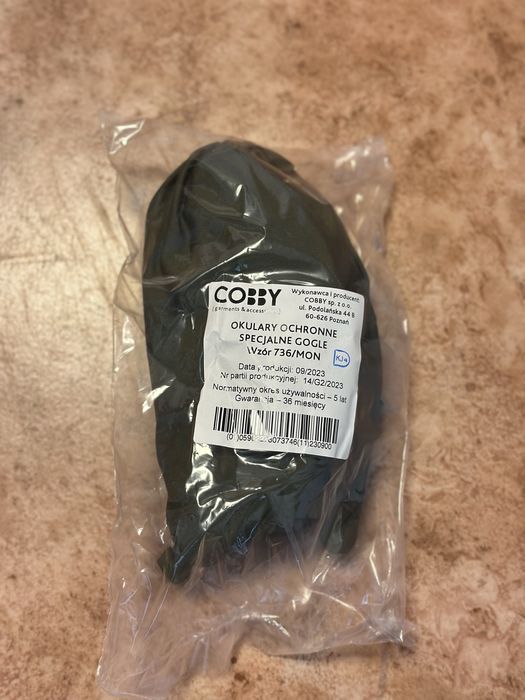 COBBY
garments & accessories
Wykonawca i producent:
COBBY sp. z o.o.
ul. Podolańska 44 B
60-626 Poznań
OKULARY OCHRONNE
SPECJALNE GOGLE
Wzór 736/MON
KJ4
Data produkcji: 09/2023
Nr partii produkcyjnej: 14/G2/2023
Normatywny okres używalności – 5 lat
Gwarancja – 36 miesięcy